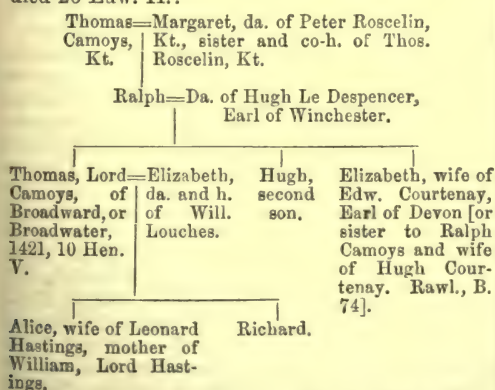 died Edw. II.
Thomas=Margaret, da. of Peter Roscelin,
Camoys, Kt., sister and co-h. of Thos.
Kt. Roscelin, Kt.
Ralph=Da. of Hugh Le Despencer,
Earl of Winchester.
Thomas, Lord=Elizabeth,
Camoys, of da. and h.
Broadward, or of Will.
Broadwater, Louches.
1421, 10 Hen.
V.
Hugh,
second
son.
Elizabeth, wife of
Edw. Courtenay,
Earl of Devon [or
sister to Ralph
Camoys and wife
of Hugh Cour-
tenay. Rawl., B.
74].
Alice, wife of Leonard
Hastings, mother of
William, Lord Hast-
ings.
Richard.